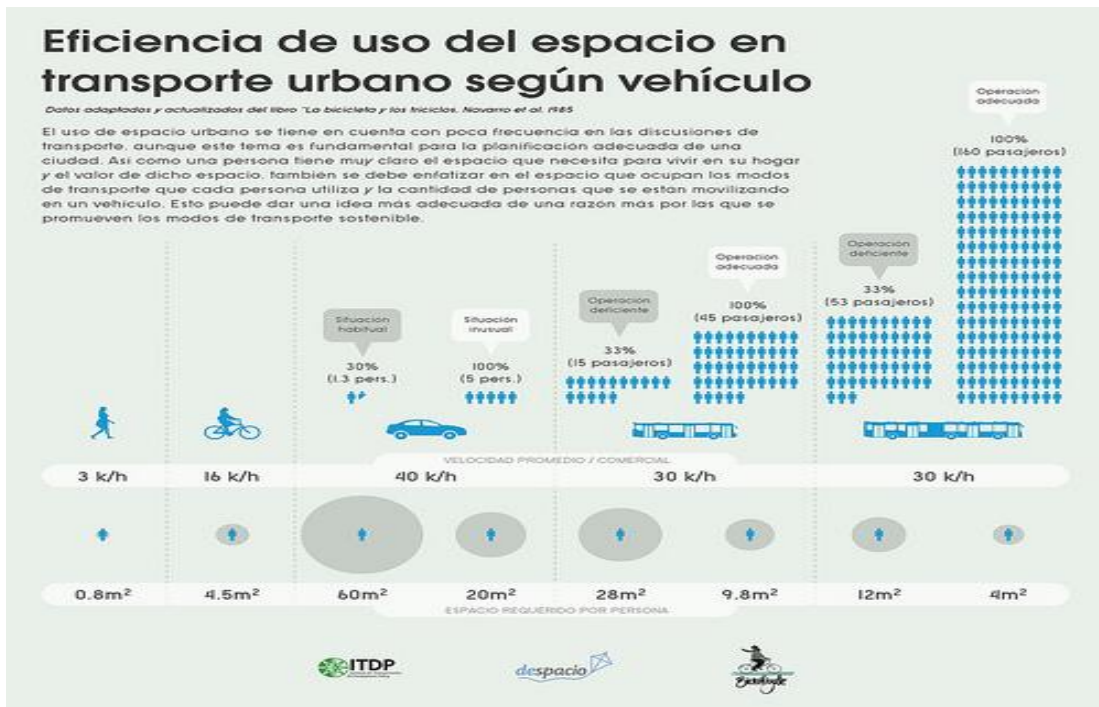 Eficiencia de uso del espacio en
transporte urbano según vehículo
Datos adaptados y actualizados del libro "La bicicleta y los triciclos. Navarro et al. 1985
El uso de espacio urbano se tiene en cuenta con poca frecuencia en las discusiones de
transporte, aunque este tema es fundamental para la planificación adecuada de una
ciudad. Así como una persona tiene muy claro el espacio que necesita para vivir en su hogar
y el valor de dicho espacio, también se debe enfatizar en el espacio que ocupan los modos
de transporte que cada persona utiliza y la cantidad de personas que se están movilizando
en un vehículo. Esto puede dar una idea más adecuada de una razón más por las que se
promueven los modos de transporte sostenible.
Situación
habitual
30%
(1.3 pers.)
Situación
inusual
100%
(5 pers.)
Operación
deficiente
33%
(15 pasajeros)
Operación
adecuada
100%
(45 pasajeros)
Operación
deficiente
33%
(53 pasajeros)
Operación
adecuada
100%
(160 pasajeros)
VELOCIDAD PROMEDIO / COMERCIAL
3 k/h 16 k/h 40 k/h 30 k/h 30 k/h
0.8m² 4.5m² 60m² 20m² 28m² 9.8m² 12m² 4m²
ESPACIO REQUERIDO POR PERSONA
ITDP
despacio